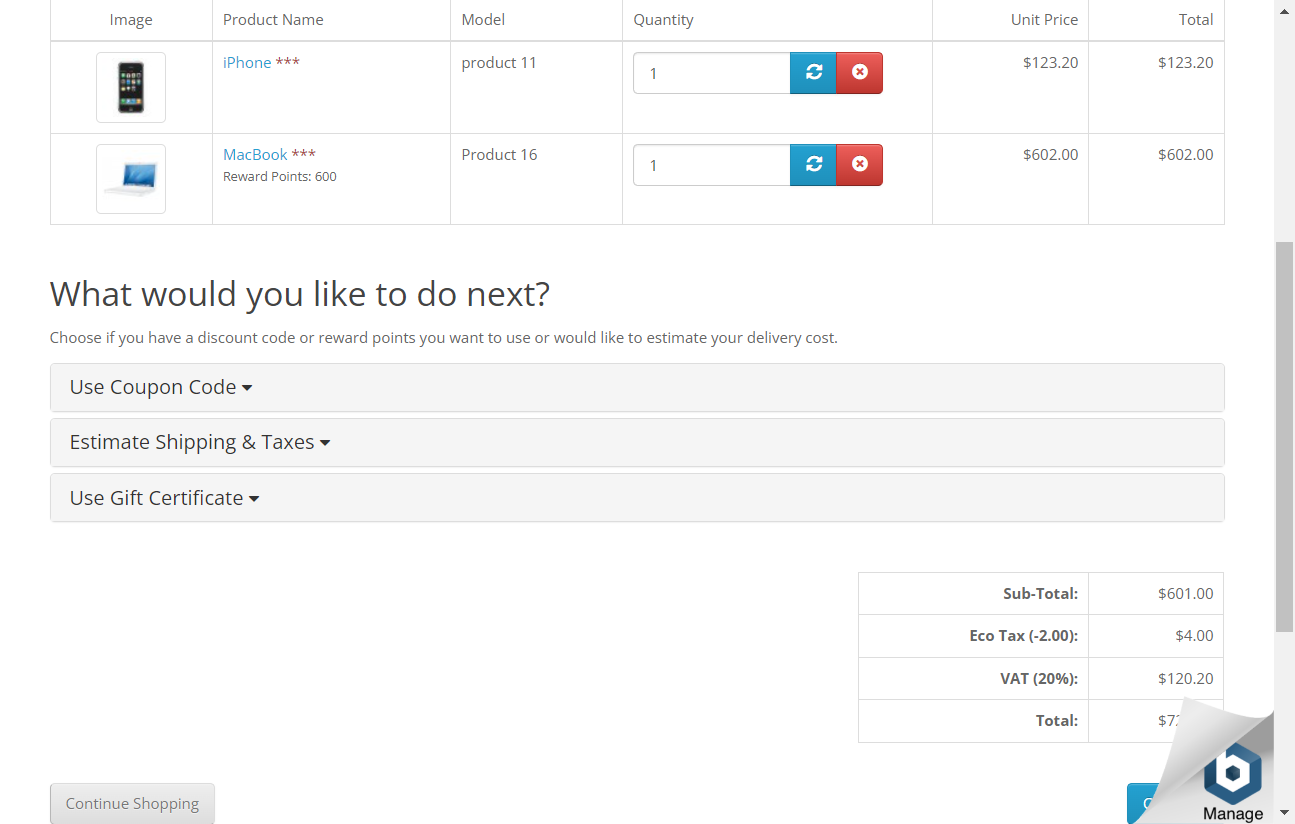 Image Product Name Model Quantity Unit Price Total
iPhone *** product 11 1 $123.20 $123.20
MacBook *** Product 16 1 $602.00 $602.00
Reward Points: 600
What would you like to do next?
Choose if you have a discount code or reward points you want to use or would like to estimate your delivery cost.
Use Coupon Code
Estimate Shipping & Taxes
Use Gift Certificate
Sub-Total: $601.00
Eco Tax (-2.00): $4.00
VAT (20%): $120.20
Total:
Continue Shopping
Manage